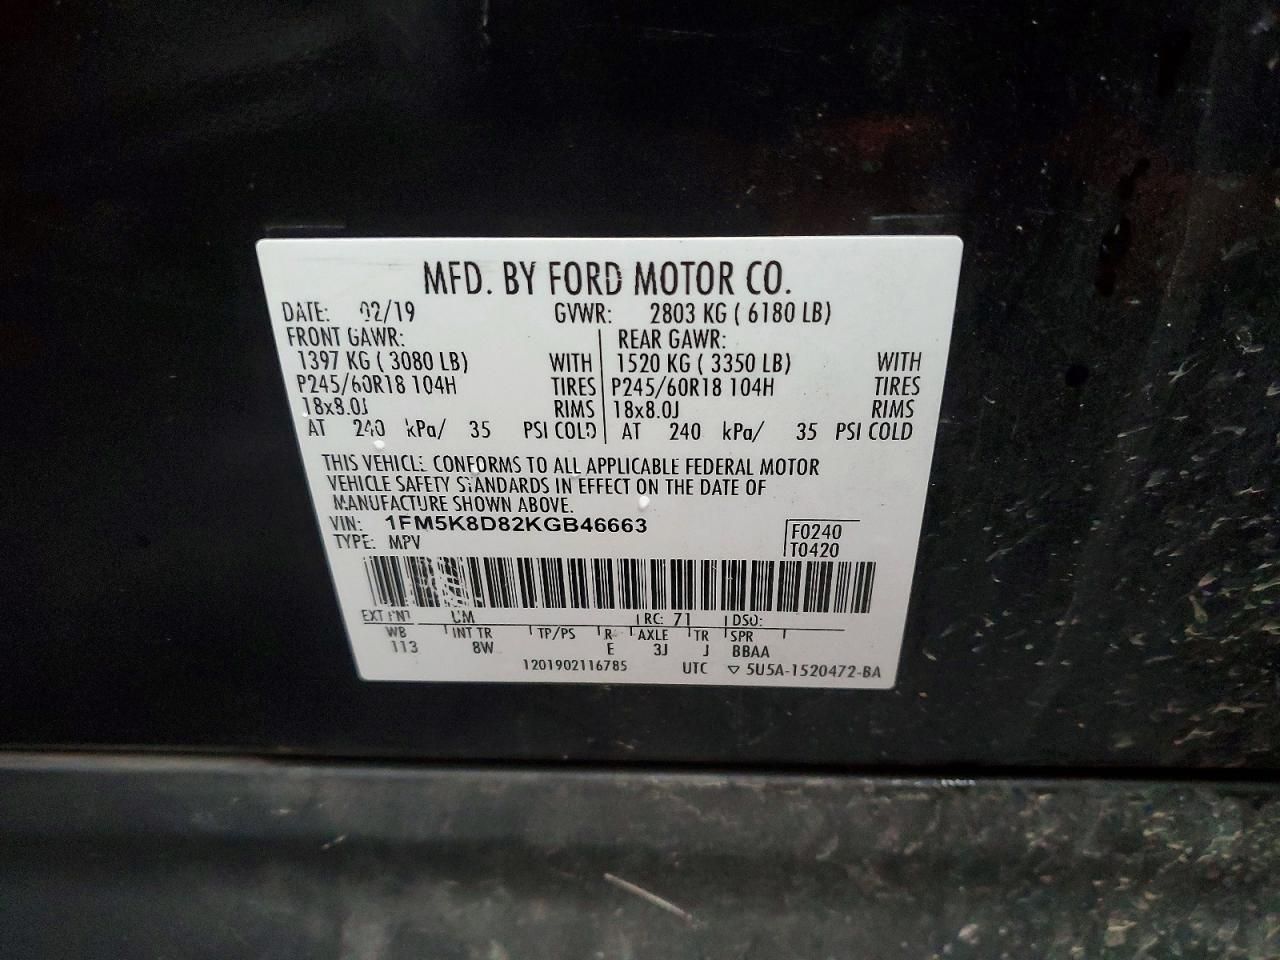 MFD. BY FORD MOTOR CO.
DATE: 02/19 GVWR: 2803 KG ( 6180 LB)
FRONT GAWR: REAR GAWR:
1397 KG ( 3080 LB) WITH 1520 KG ( 3350 LB) WITH
P245/60R18 104H TIRES P245/60R18 104H TIRES
18x8.0J RIMS 18x8.0J RIMS
AT 240 kPa/ 35 PSI COLD AT 240 kPa/ 35 PSI COLD
THIS VEHICLE CONFORMS TO ALL APPLICABLE FEDERAL MOTOR
VEHICLE SAFETY STANDARDS IN EFFECT ON THE DATE OF
MANUFACTURE SHOWN ABOVE.
VIN: 1FM5K8D82KGB46663 F0240
TYPE: MPV T0420
EXT PNT UM RC: 71 DSO:
WB INT TR TP/PS R AXLE TR SPR
113 8W E 3J J BBAA
1201902116785 UTC ▽ 5U5A-1520472-BA